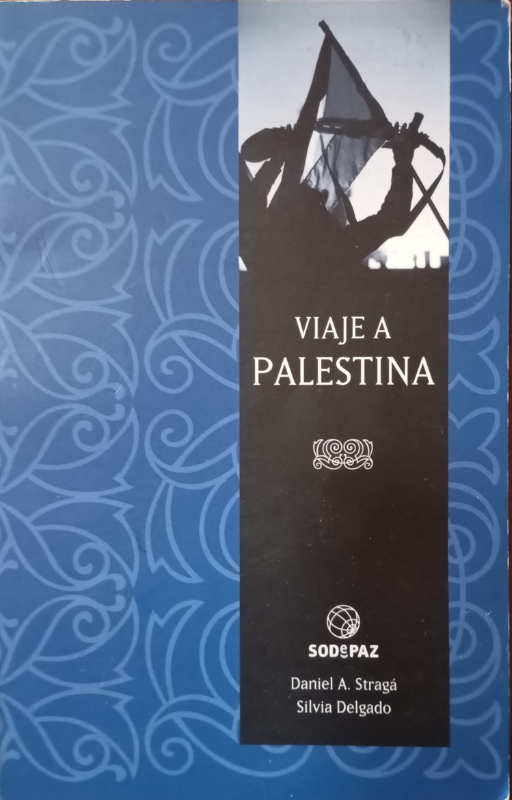 VIAJE A
PALESTINA
SODePAZ
Daniel A. Stragá
Silvia Delgado